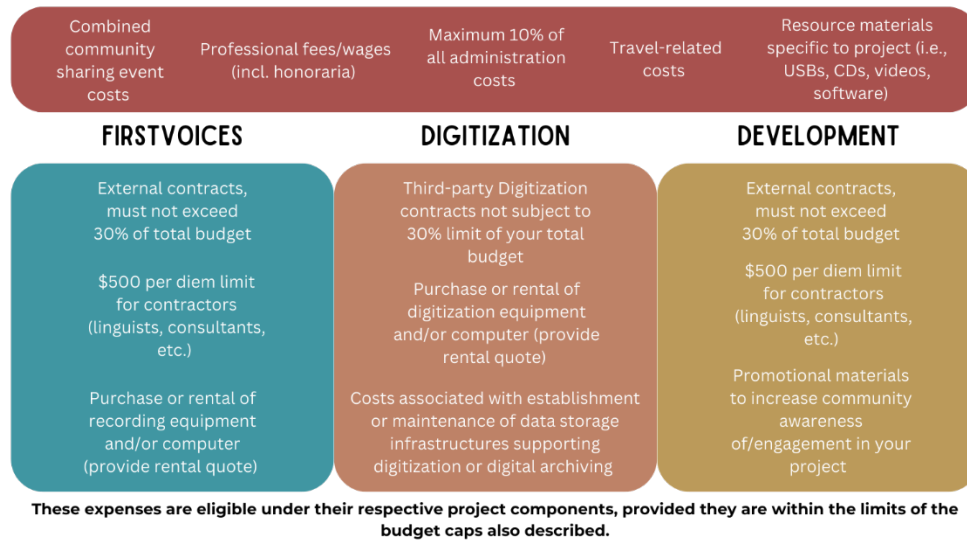 Combined
community
sharing event
costs
Professional fees/wages
(incl. honoraria)
Maximum 10% of
all administration
costs
Travel-related
costs
Resource materials
specific to project (i.e.,
USBs, CDs, videos,
software)
FIRSTVOICES
External contracts,
must not exceed
30% of total budget
$500 per diem limit
for contractors
(linguists, consultants,
etc.)
Purchase or rental of
recording equipment
and/or computer
(provide rental quote)
DIGITIZATION
Third-party Digitization
contracts not subject to
30% limit of your total
budget
Purchase or rental of
digitization equipment
and/or computer (provide
rental quote)
Costs associated with establishment
or maintenance of data storage
infrastructures supporting
digitization or digital archiving
DEVELOPMENT
External contracts,
must not exceed
30% of total budget
$500 per diem limit
for contractors
(linguists, consultants,
etc.)
Promotional materials
to increase community
awareness
of/engagement in your
project
These expenses are eligible under their respective project components, provided they are within the limits of the
budget caps also described.